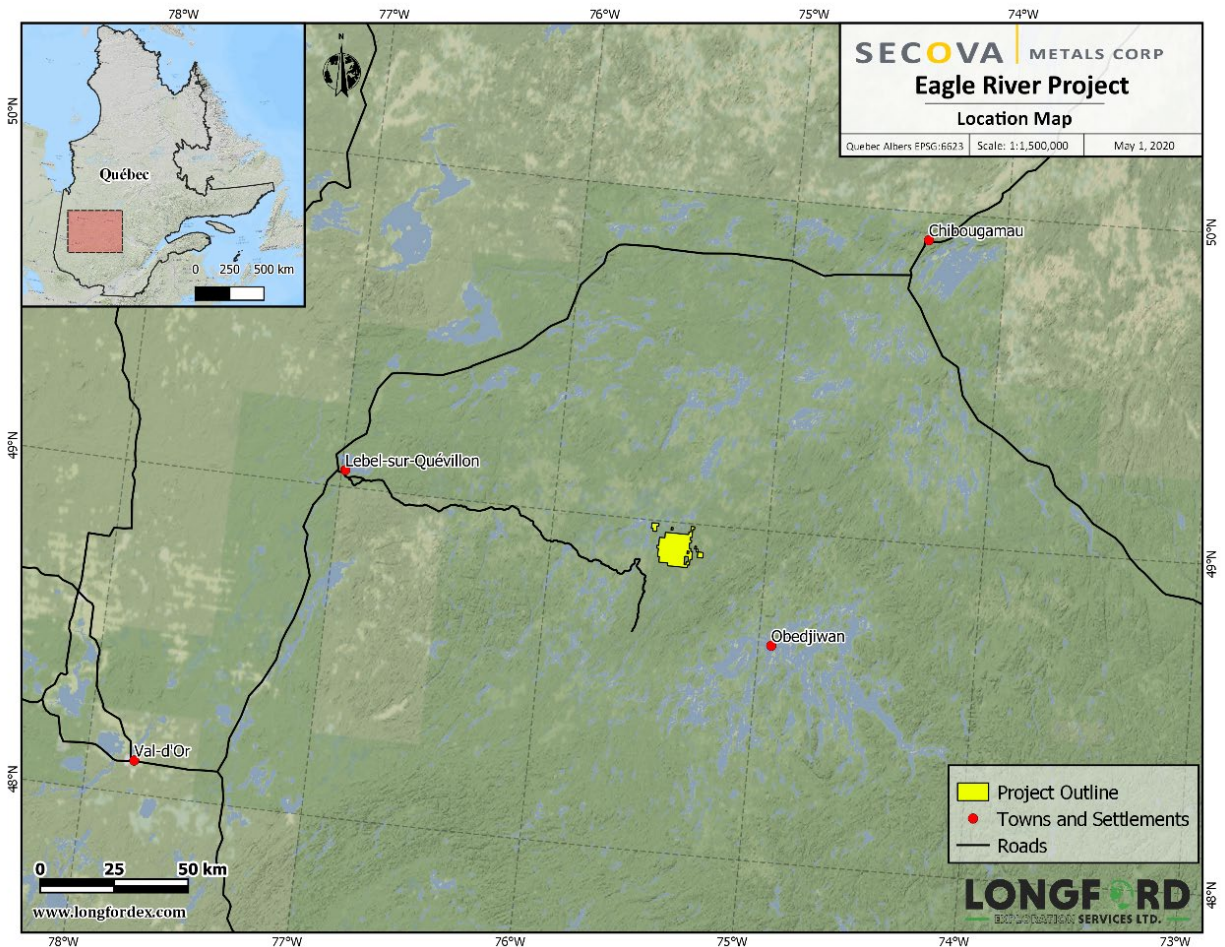 78°W
77°W
76°W
75°W
74°W
N
SECOVA METALS CORP
Eagle River Project
Location Map
Quebec Albers EPSG:6623
Scale: 1:1,500,000
May 1, 2020
50°N
Québec
0 250 500 km
Chibougamau
50°N
49°N
Lebel-sur-Quévillon
49°N
Obedjiwan
Val-d'Or
48°N
Project Outline
Towns and Settlements
Roads
0 25 50 km
www.longfordex.com
LONGFORD
EXPLORATION SERVICES LTD.
48°N
78°W
77°W
76°W
75°W
74°W
73°W